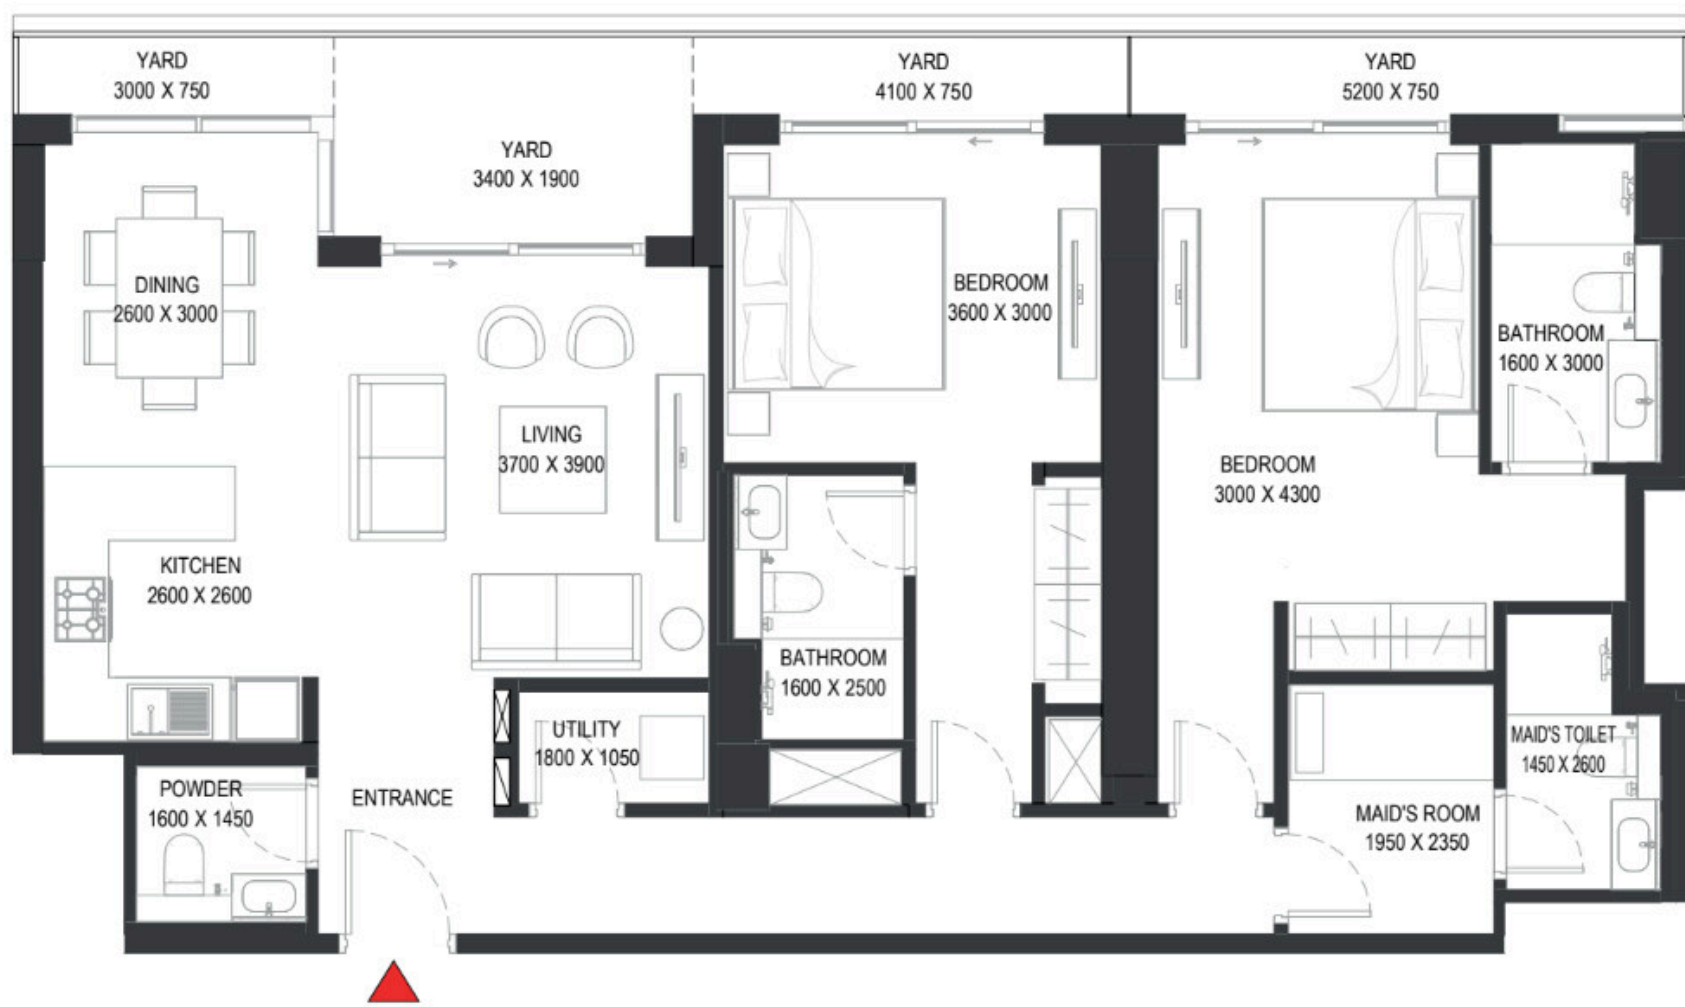 YARD
3000 X 750
YARD
3400 X 1900
YARD
4100 X 750
YARD
5200 X 750
DINING
2600 X 3000
BEDROOM
3600 X 3000
BATHROOM
1600 X 3000
LIVING
3700 X 3900
BEDROOM
3000 X 4300
KITCHEN
2600 X 2600
BATHROOM
1600 X 2500
UTILITY
1800 X 1050
MAID'S TOILET
1450 X 2600
POWDER
1600 X 1450
ENTRANCE
MAID'S ROOM
1950 X 2350